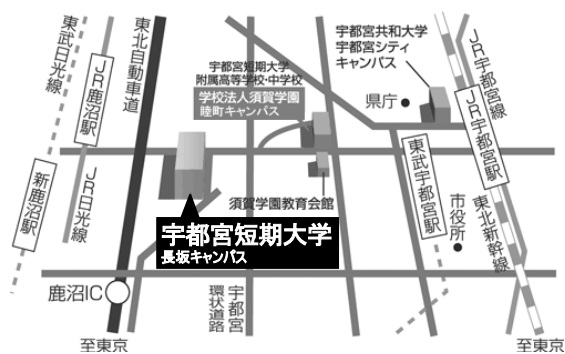 東武日光線
JR鹿沼駅
東北自動車道
宇都宮短期大学
附属高等学校・中学校
学校法人須賀学園
睦町キャンパス
宇都宮共和大学
宇都宮シティ
キャンパス
県庁
JR宇都宮線
JR宇都宮駅
新鹿沼駅
JR日光線
須賀学園教育会館
東武宇都宮駅
市役所
東北新幹線
宇都宮短期大学
長坂キャンパス
鹿沼IC
宇都宮
環状道路
至東京
至東京